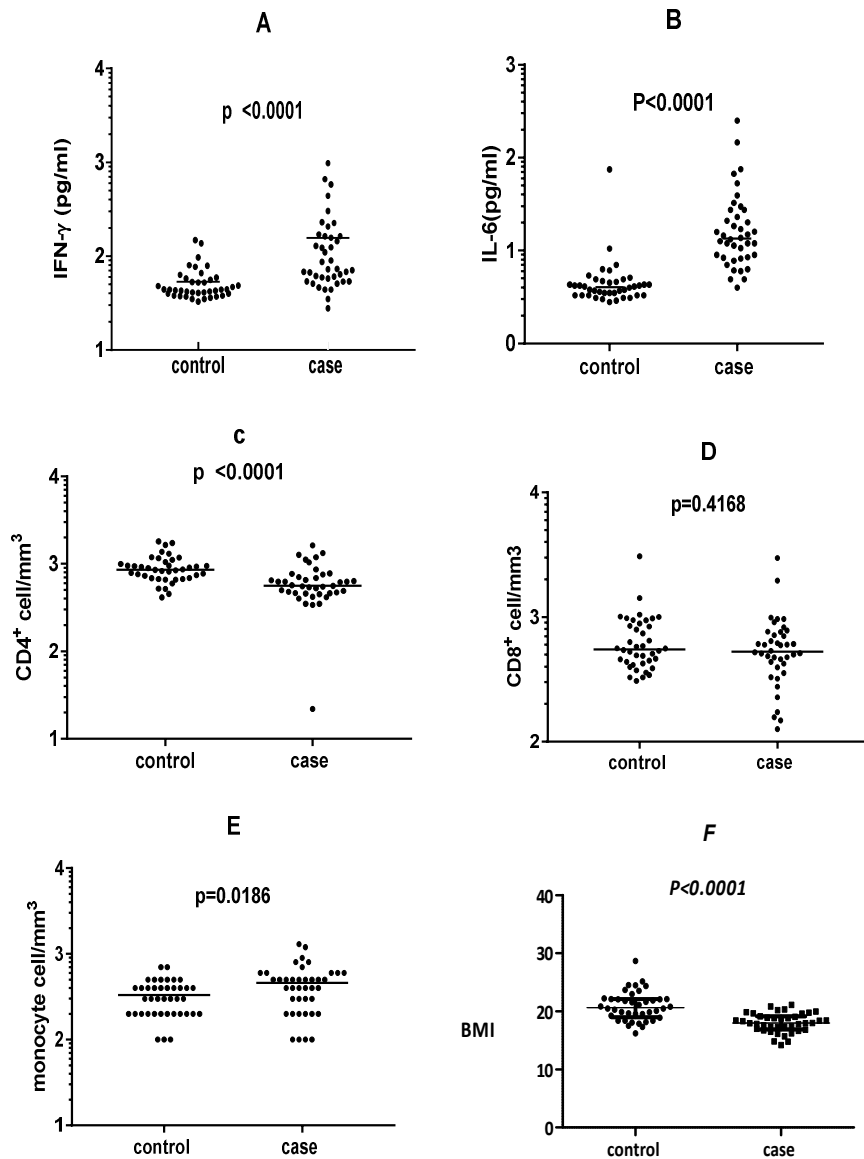 A
p <0.0001
IFN-γ (pg/ml)
4
3
2
1
control case
B
P<0.0001
IL-6(pg/ml)
3
2
1
0
control case
c
p <0.0001
CD4⁺ cell/mm³
4
3
2
1
control case
D
p=0.4168
CD8⁺ cell/mm3
4
3
2
control case
E
p=0.0186
monocyte cell/mm³
4
3
2
1
control case
F
P<0.0001
BMI
40
30
20
10
0
control case